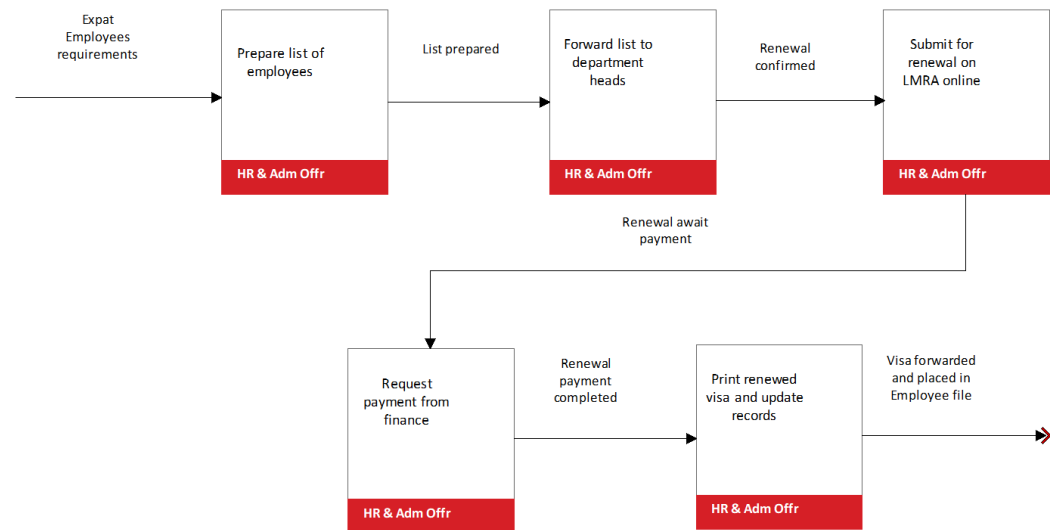 Expat
Employees
requirements
Prepare list of
employees
HR & Adm Offr
List prepared
Forward list to
department
heads
HR & Adm Offr
Renewal
confirmed
Submit for
renewal on
LMRA online
HR & Adm Offr
Renewal await
payment
Request
payment from
finance
HR & Adm Offr
Renewal
payment
completed
Print renewed
visa and update
records
HR & Adm Offr
Visa forwarded
and placed in
Employee file